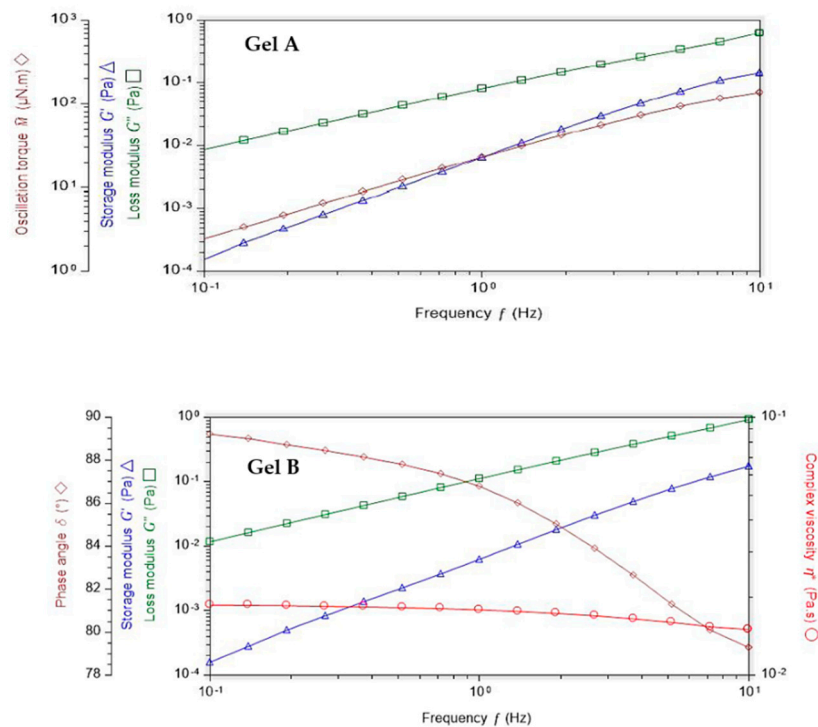 Gel A
Oscillation torque M (µN.m) ◇
Storage modulus G' (Pa) △
Loss modulus G" (Pa) □
10³
10²
10¹
10⁰
10⁰
10⁻¹
10⁻²
10⁻³
10⁻⁴
10⁻¹
10⁰
10¹
Frequency f (Hz)
Gel B
Phase angle δ (°) ◇
Storage modulus G' (Pa) △
Loss modulus G" (Pa) □
90
88
86
84
82
80
78
10⁰
10⁻¹
10⁻²
10⁻³
10⁻⁴
10⁻¹
10⁻²
Complex viscosity η* (Pa.s) ○
10⁻¹
10⁰
10¹
Frequency f (Hz)